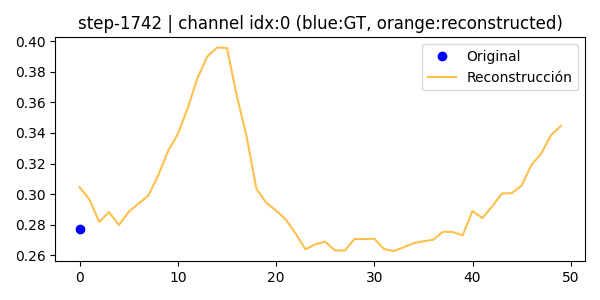 step-1742 | channel idx:0 (blue:GT, orange:reconstructed)
0.40
0.38
0.36
0.34
0.32
0.30
0.28
0.26
Original
Reconstrucción
0 10 20 30 40 50